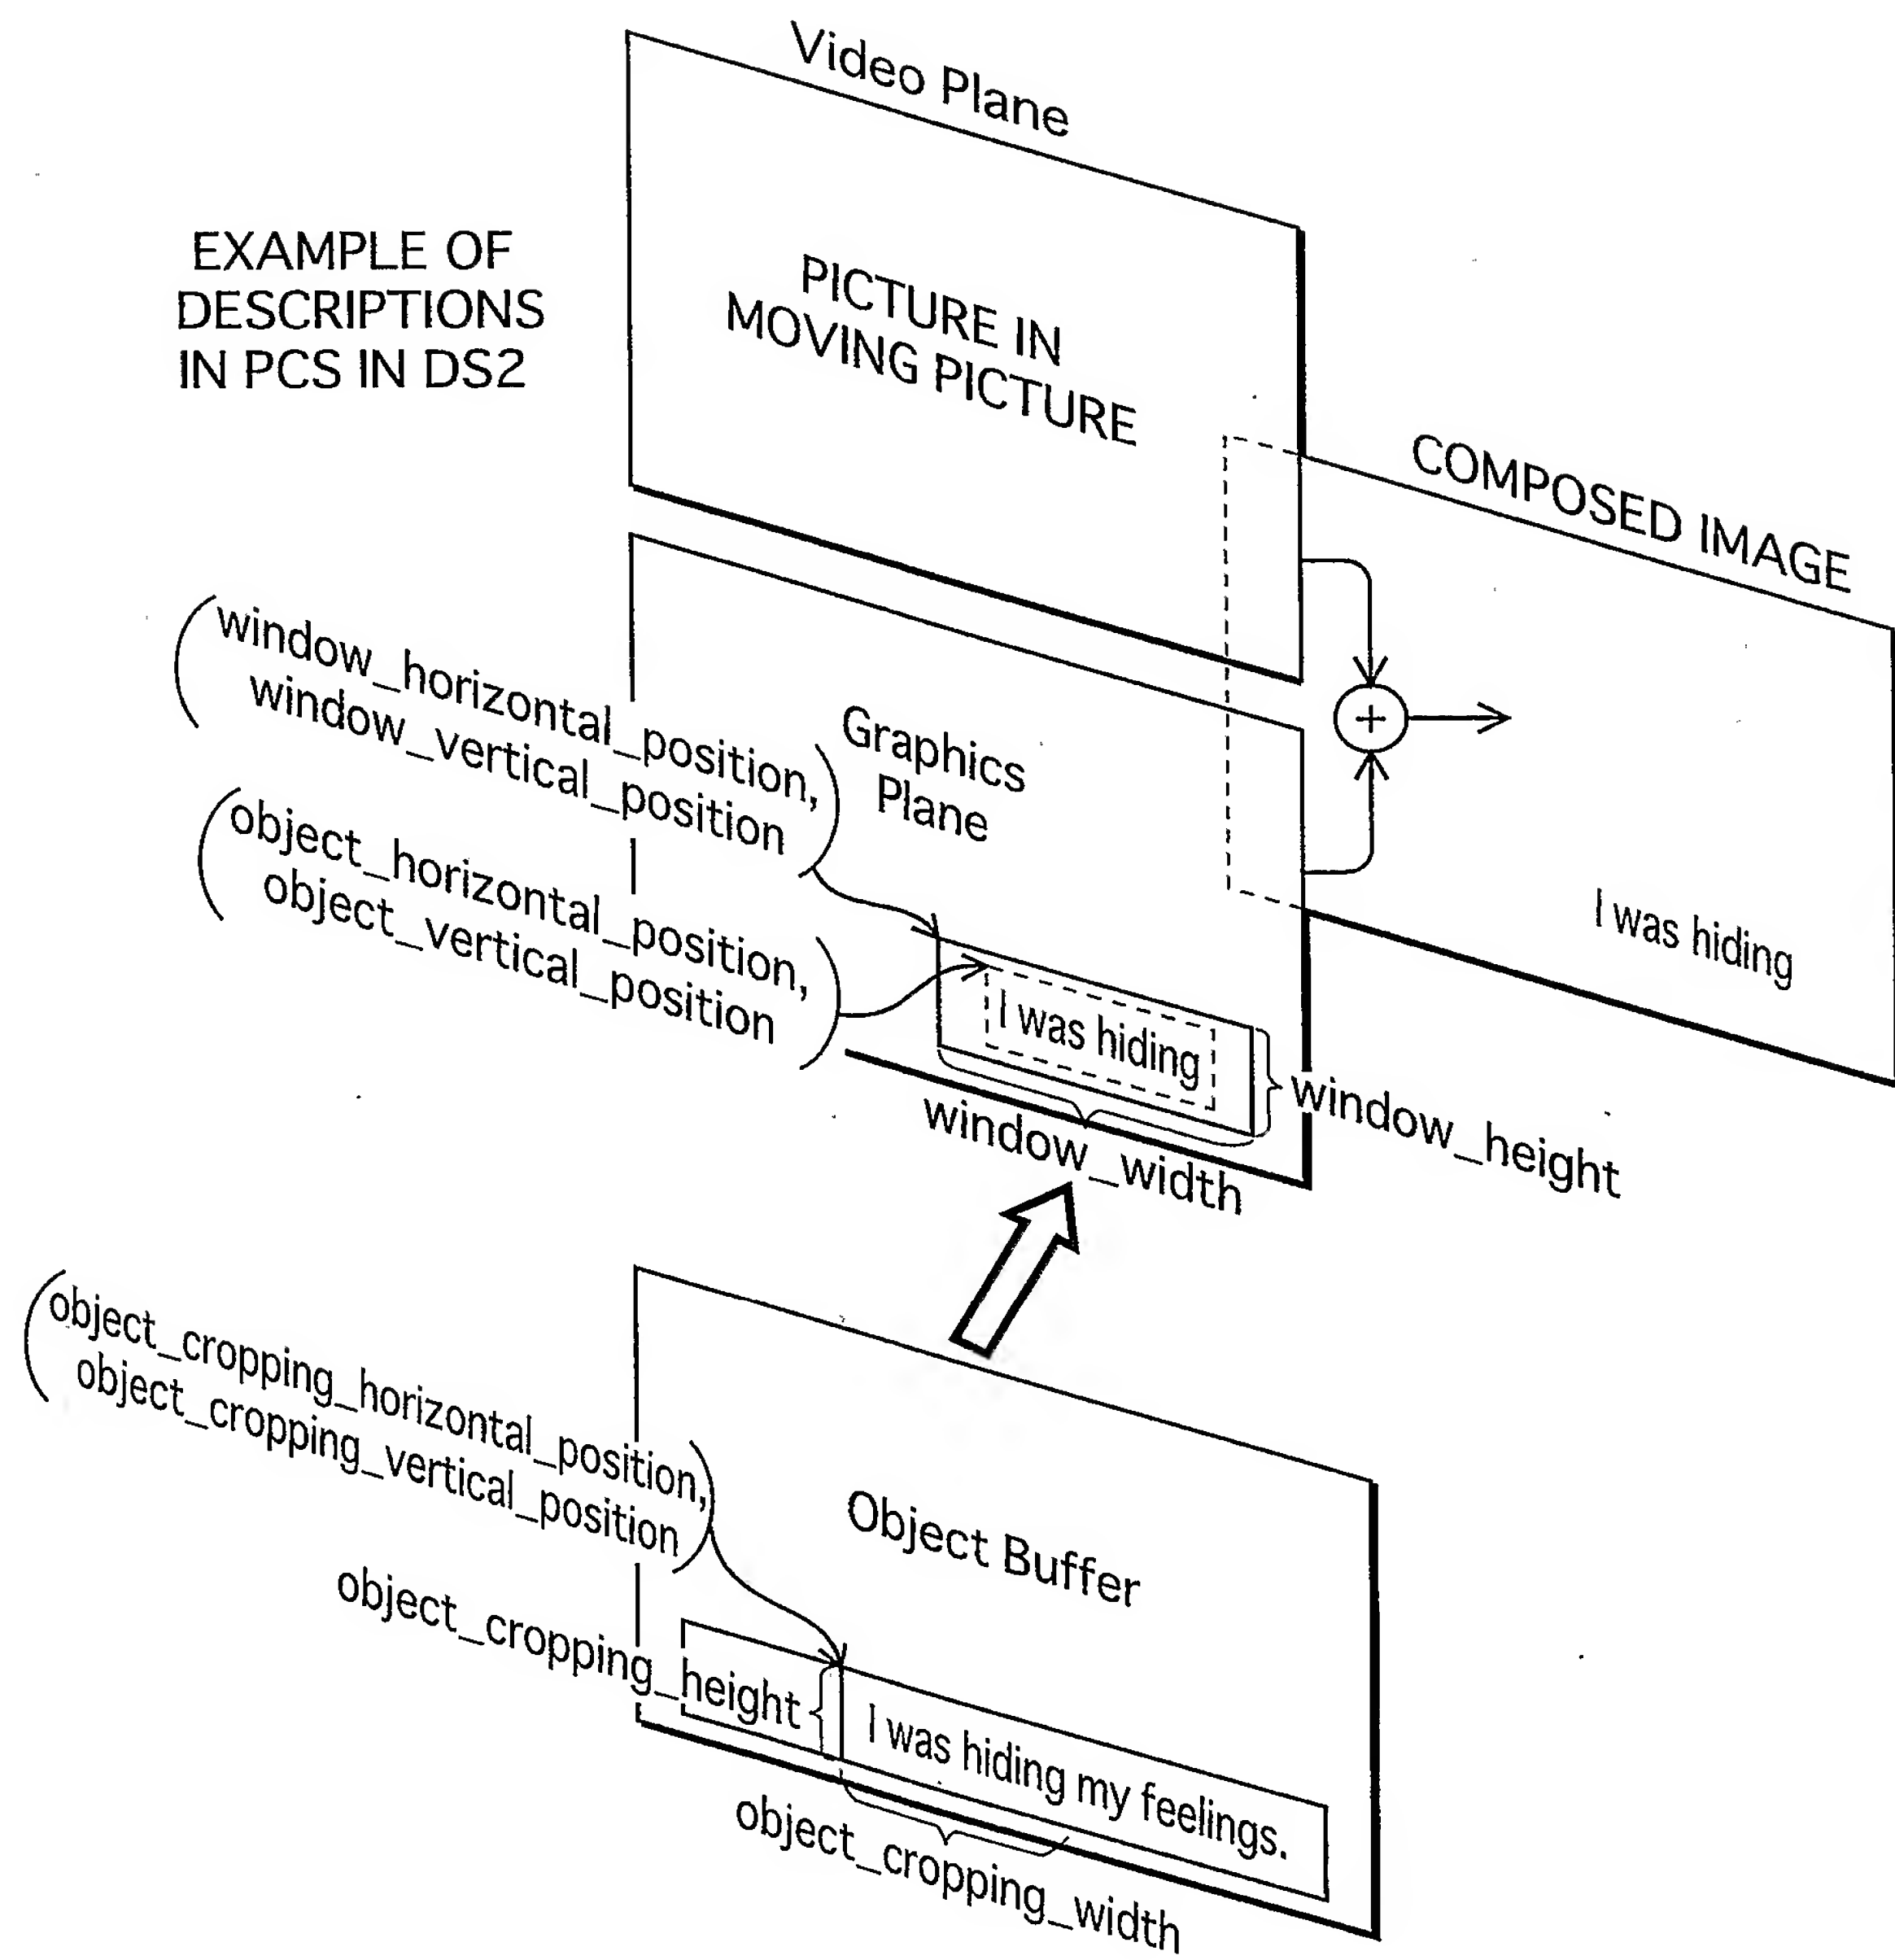 Video Plane
EXAMPLE OF
DESCRIPTIONS
IN PCS IN DS2
PICTURE IN
MOVING PICTURE
COMPOSED IMAGE
(window_horizontal_position,
window_vertical_position)
Graphics
Plane
+
(object_horizontal_position,
object_vertical_position)
I was hiding
I was hiding
window_height
window_width
(object_cropping_horizontal_position,
object_cropping_vertical_position)
Object Buffer
object_cropping_height
I was hiding my feelings.
object_cropping_width